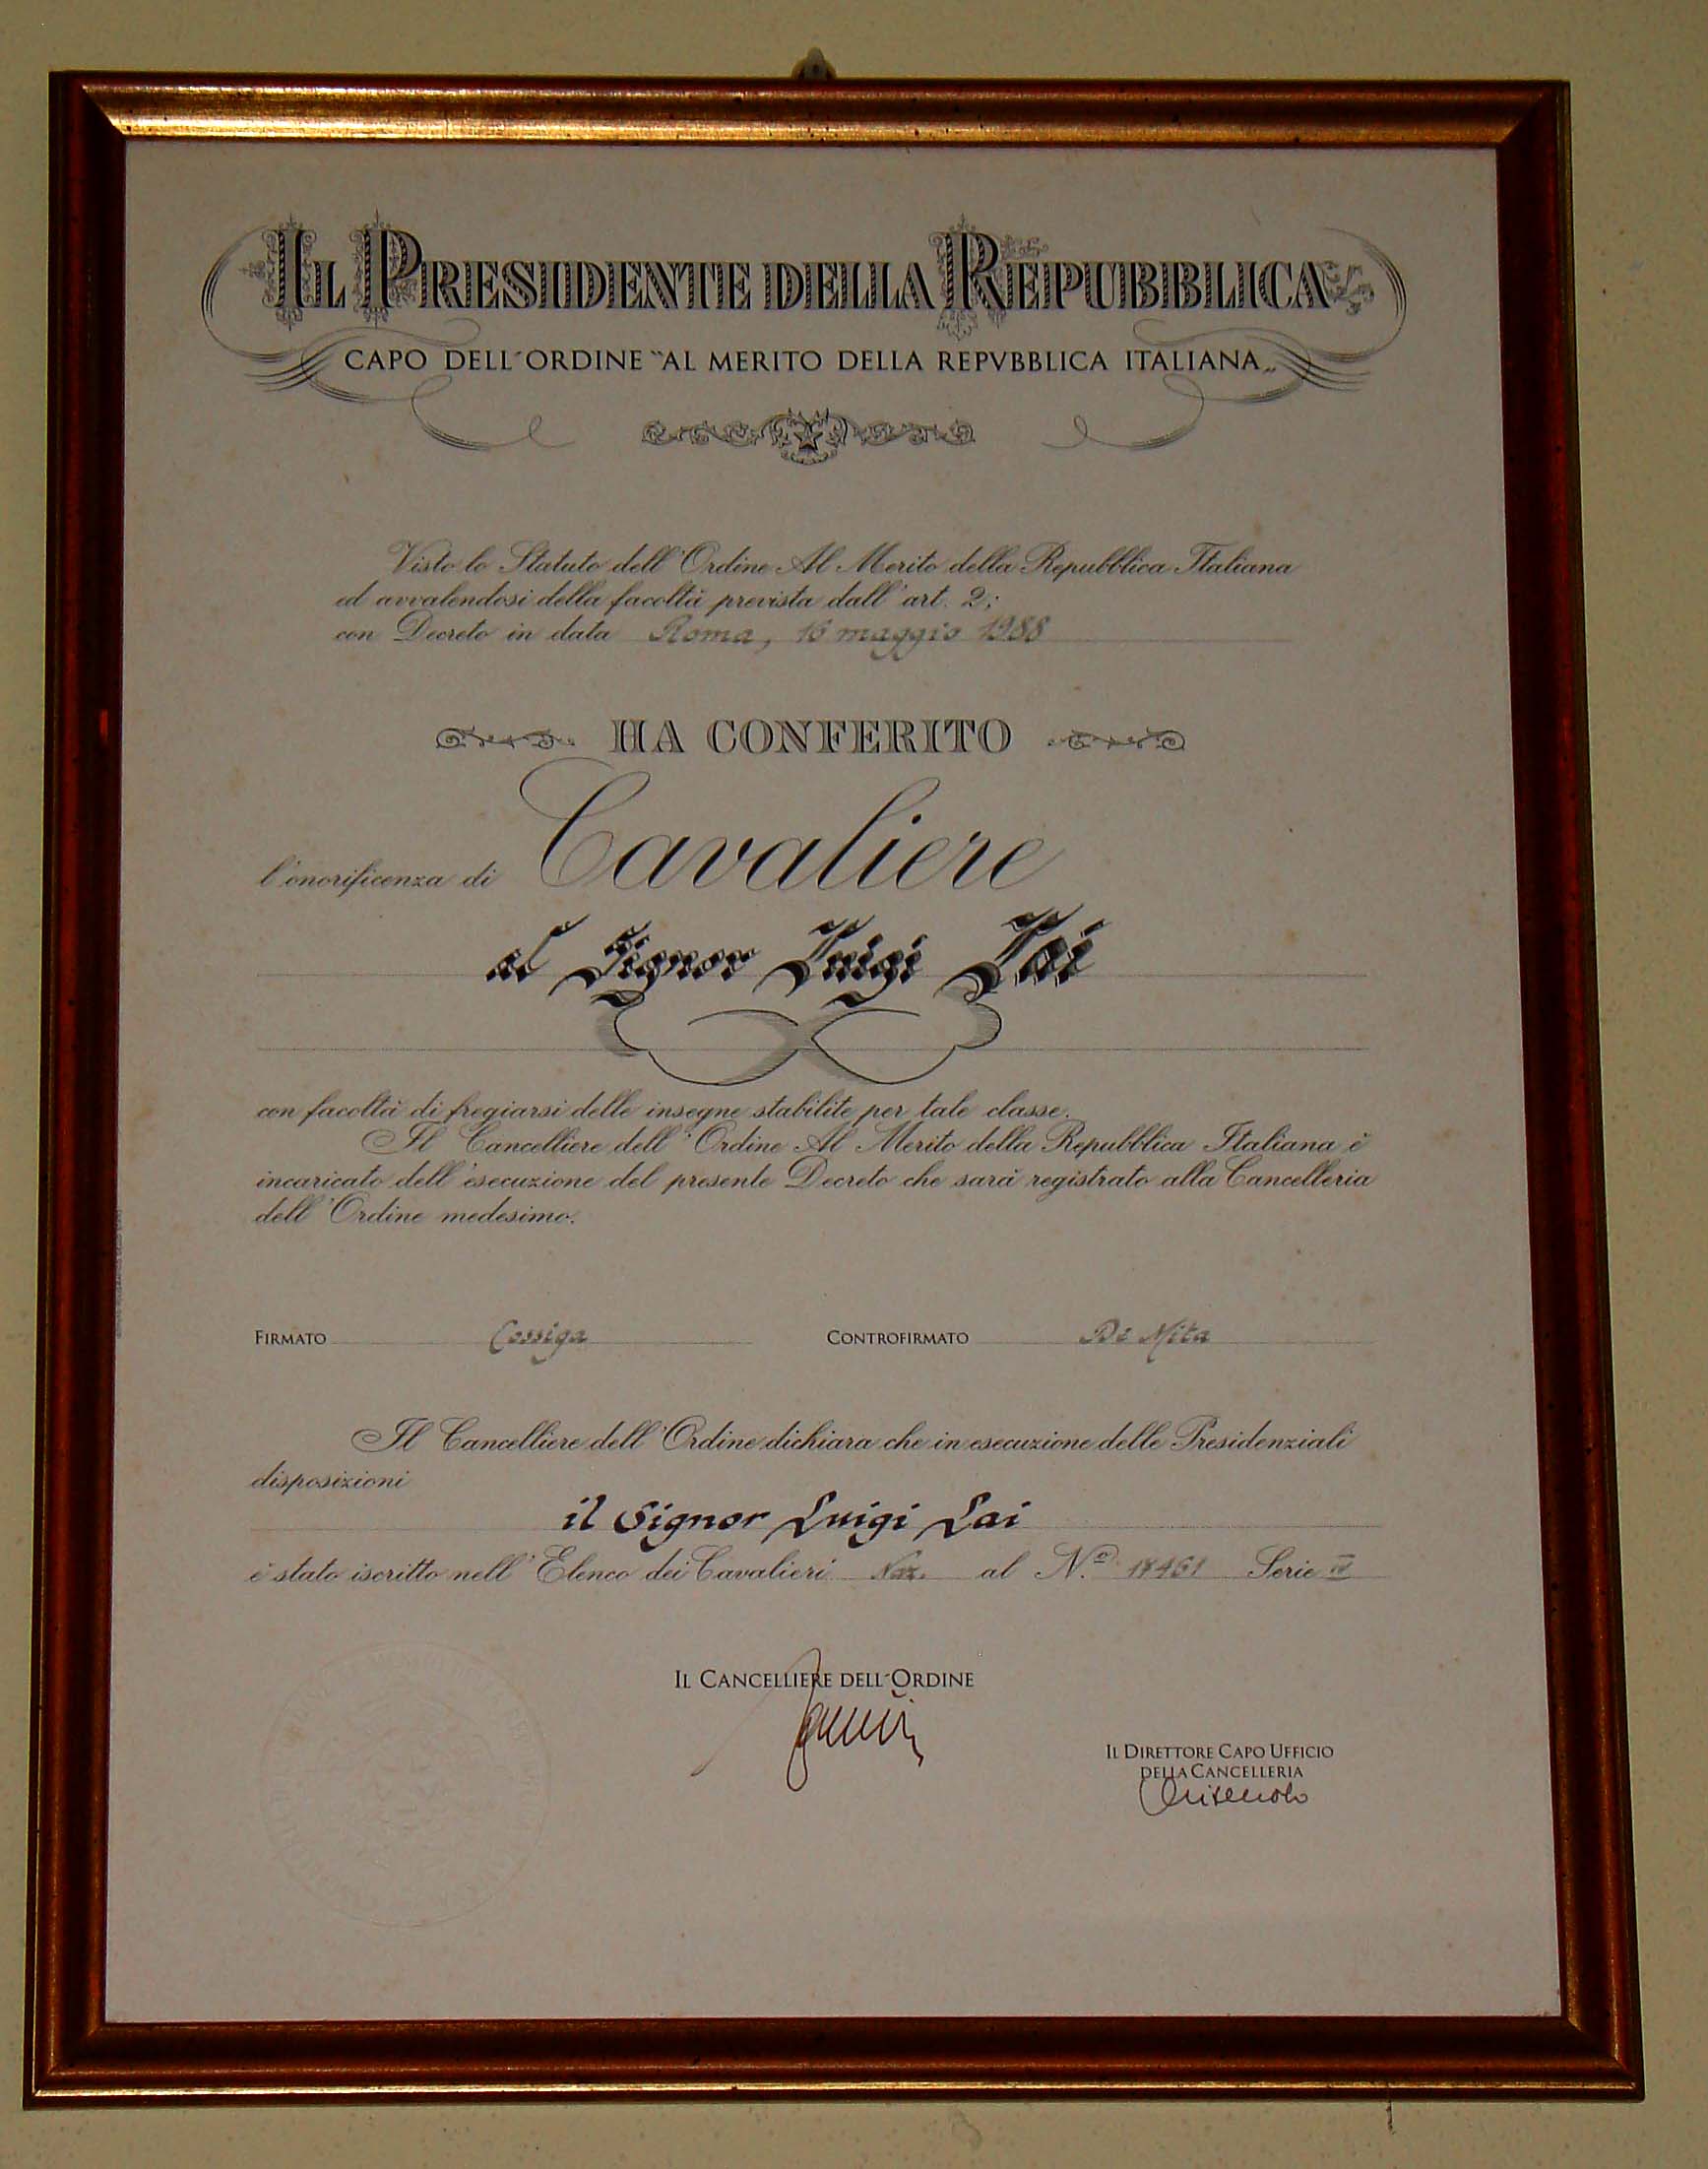 IL PRESIDENTE DELLA REPUBBLICA
CAPO DELL'ORDINE "AL MERITO DELLA REPVBBLICA ITALIANA„
Visto lo Statuto dell'Ordine Al Merito della Repubblica Italiana
ed avvalendosi della facoltà prevista dall'art. 2;
con Decreto in data Roma, 16 maggio 1988
HA CONFERITO
l'onorificenza di Cavaliere
al Signor Luigi Lai
con facoltà di fregiarsi delle insegne stabilite per tale classe.
Il Cancelliere dell'Ordine Al Merito della Repubblica Italiana è
incaricato dell'esecuzione del presente Decreto che sarà registrato alla Cancelleria
dell'Ordine medesimo.
FIRMATO Cossiga CONTROFIRMATO De Mita
Il Cancelliere dell'Ordine dichiara che in esecuzione delle Presidenziali
disposizioni
il Signor Luigi Lai
è stato iscritto nell'Elenco dei Cavalieri Naz. al N.º 18461 Serie IV
IL CANCELLIERE DELL'ORDINE
IL DIRETTORE CAPO UFFICIO
DELLA CANCELLERIA